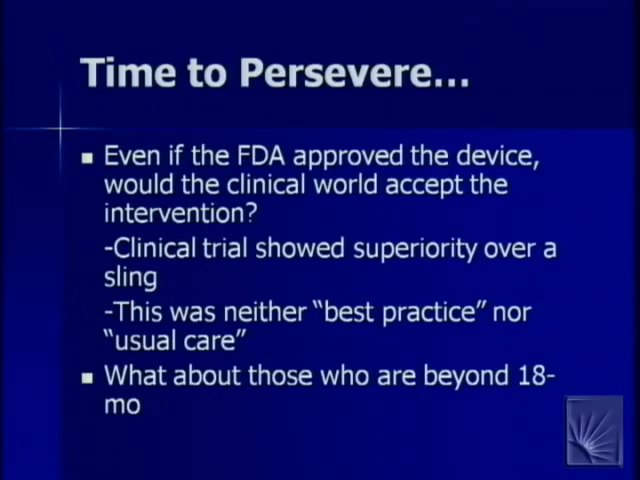 Time to Persevere...
Even if the FDA approved the device,
would the clinical world accept the
intervention?
-Clinical trial showed superiority over a
sling
-This was neither “best practice” nor
“usual care”
What about those who are beyond 18-
mo